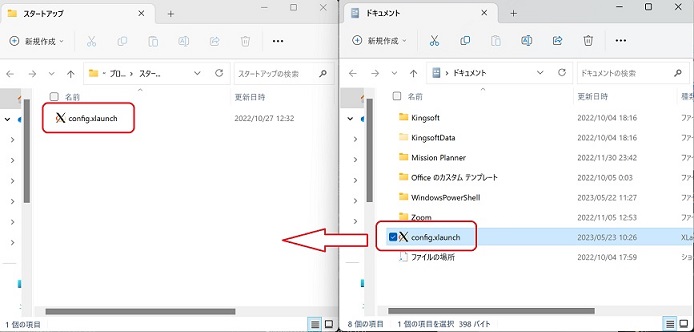 スタートアップ
新規作成
プロ... スター...
スタートアップの検索
名前 更新日時
config.xlaunch 2022/10/27 12:32
1 個の項目
ドキュメント
新規作成
ドキュメント
ドキュメントの検索
名前 更新日時 種類
Kingsoft 2022/10/04 18:16 ファ
KingsoftData 2022/10/04 18:16 ファ
Mission Planner 2022/11/30 23:42 ファ
Office のカスタム テンプレート 2022/10/05 0:03 ファ
WindowsPowerShell 2023/05/22 11:27 ファ
Zoom 2022/11/05 12:53 ファ
config.xlaunch 2023/05/23 10:26 XLa
ファイルの場所 2022/10/04 17:59 ショ
8 個の項目 1 個の項目を選択 398 バイト